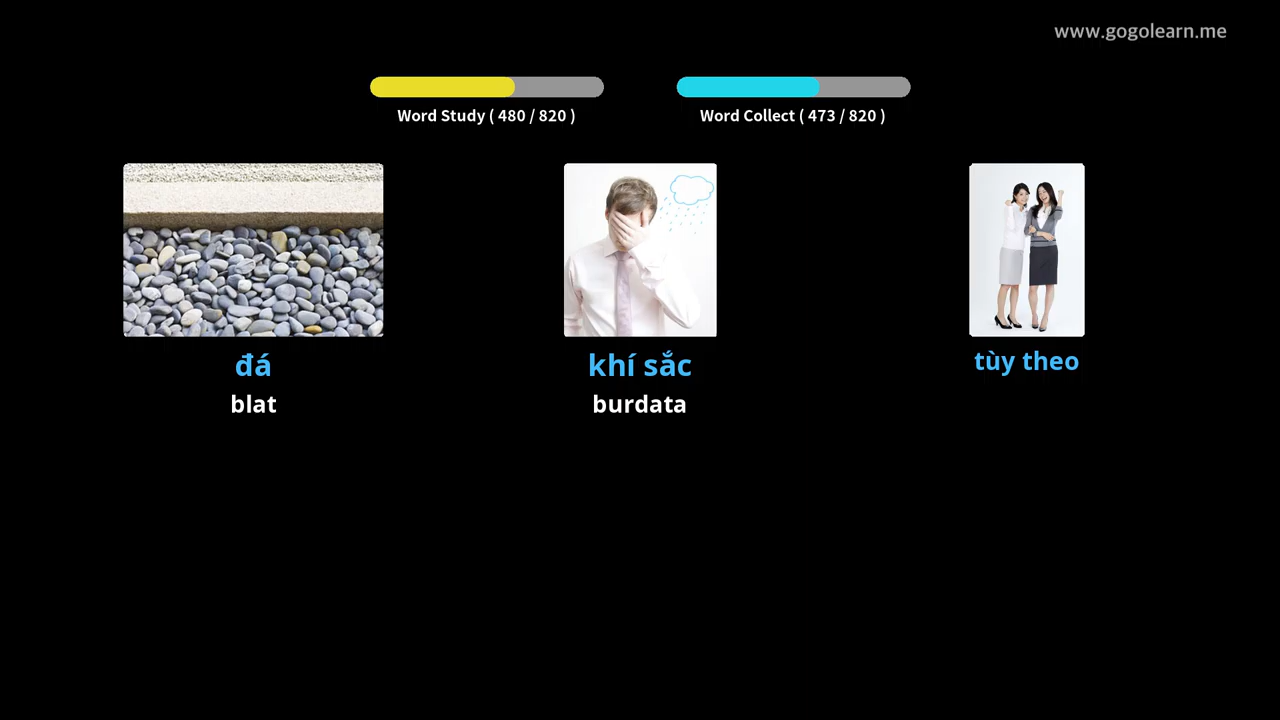 www.gogolearn.me
Word Study ( 480 / 820 )
Word Collect ( 473 / 820 )
đá
khí sắc
tùy theo
blat
burdata